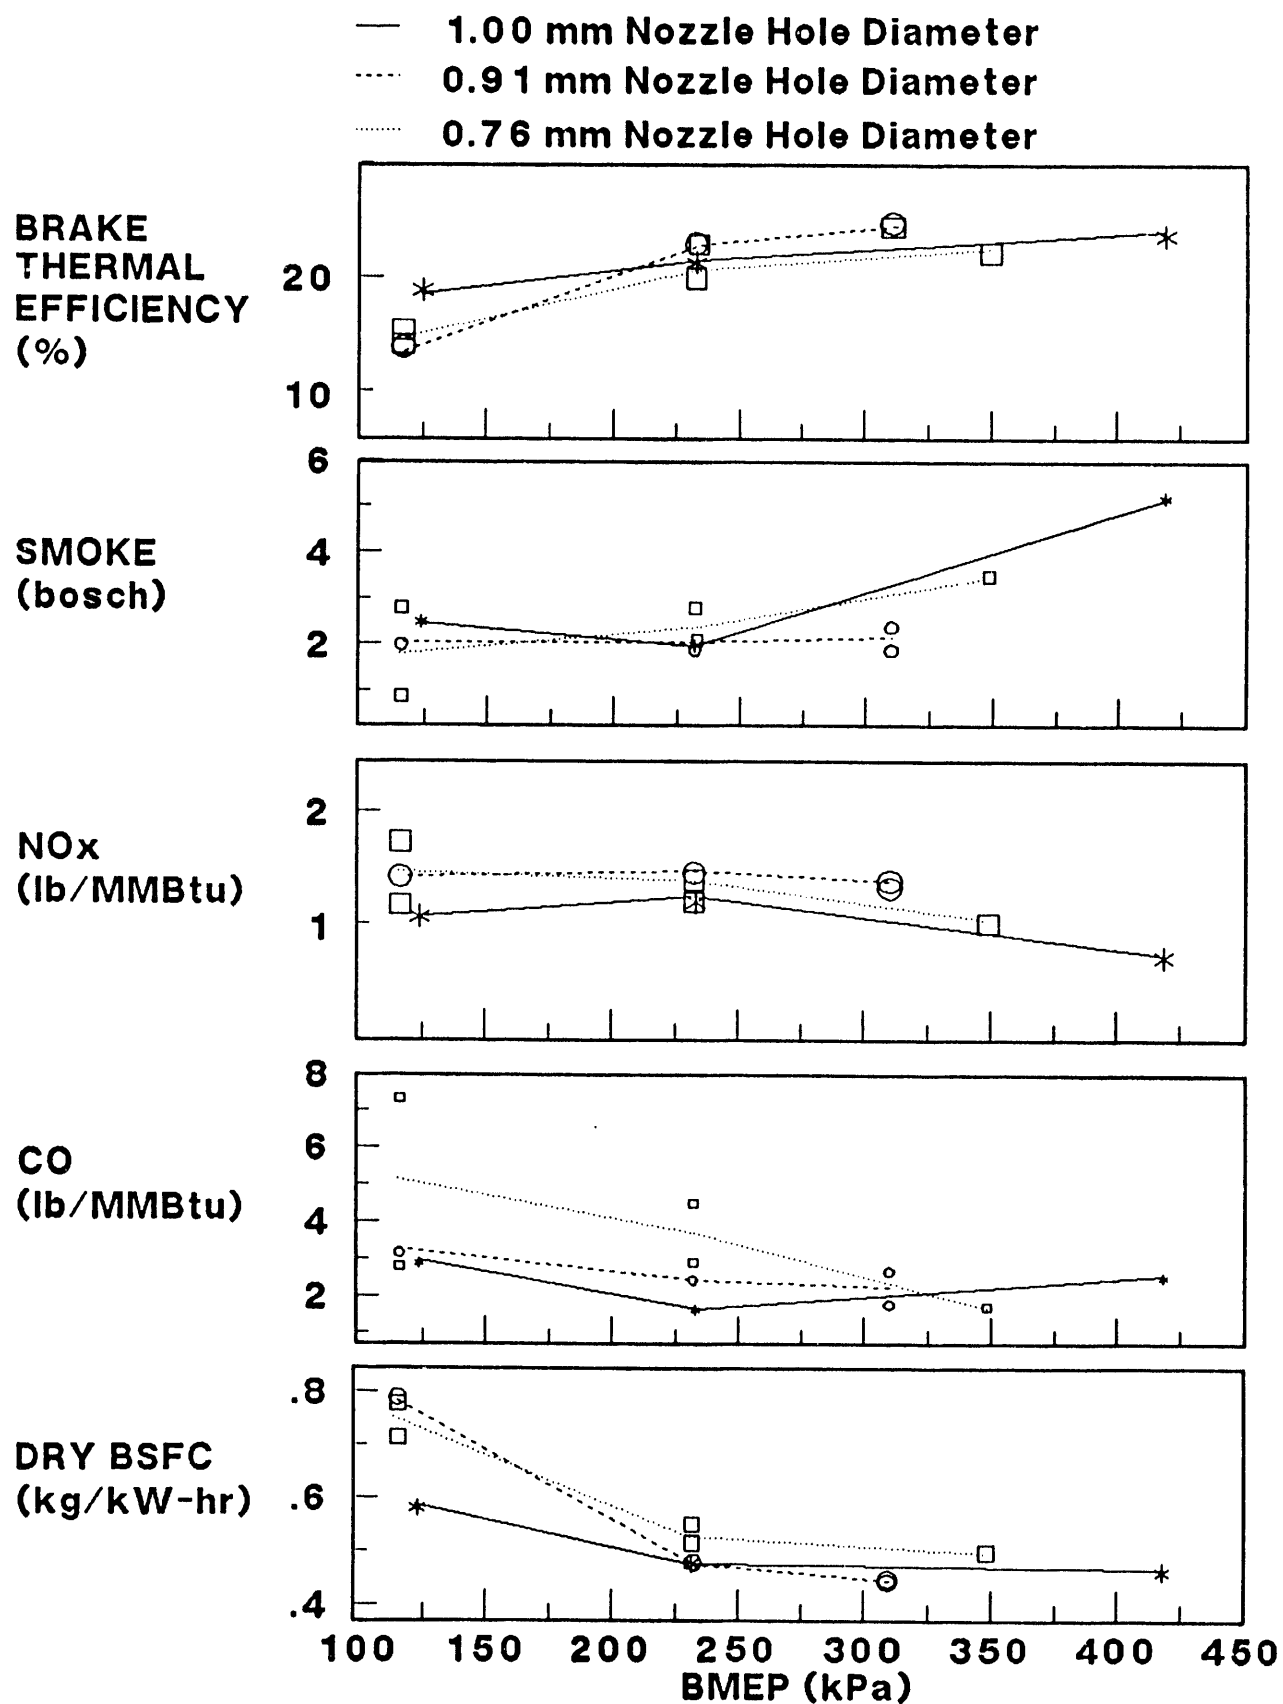 1.00 mm Nozzle Hole Diameter
0.91 mm Nozzle Hole Diameter
0.76 mm Nozzle Hole Diameter
BRAKE
THERMAL
EFFICIENCY
(%)
20
10
SMOKE
(bosch)
6
4
2
NOx
(lb/MMBtu)
2
1
CO
(lb/MMBtu)
8
6
4
2
DRY BSFC
(kg/kW-hr)
.8
.6
.4
100 150 200 250 300 350 400 450
BMEP (kPa)